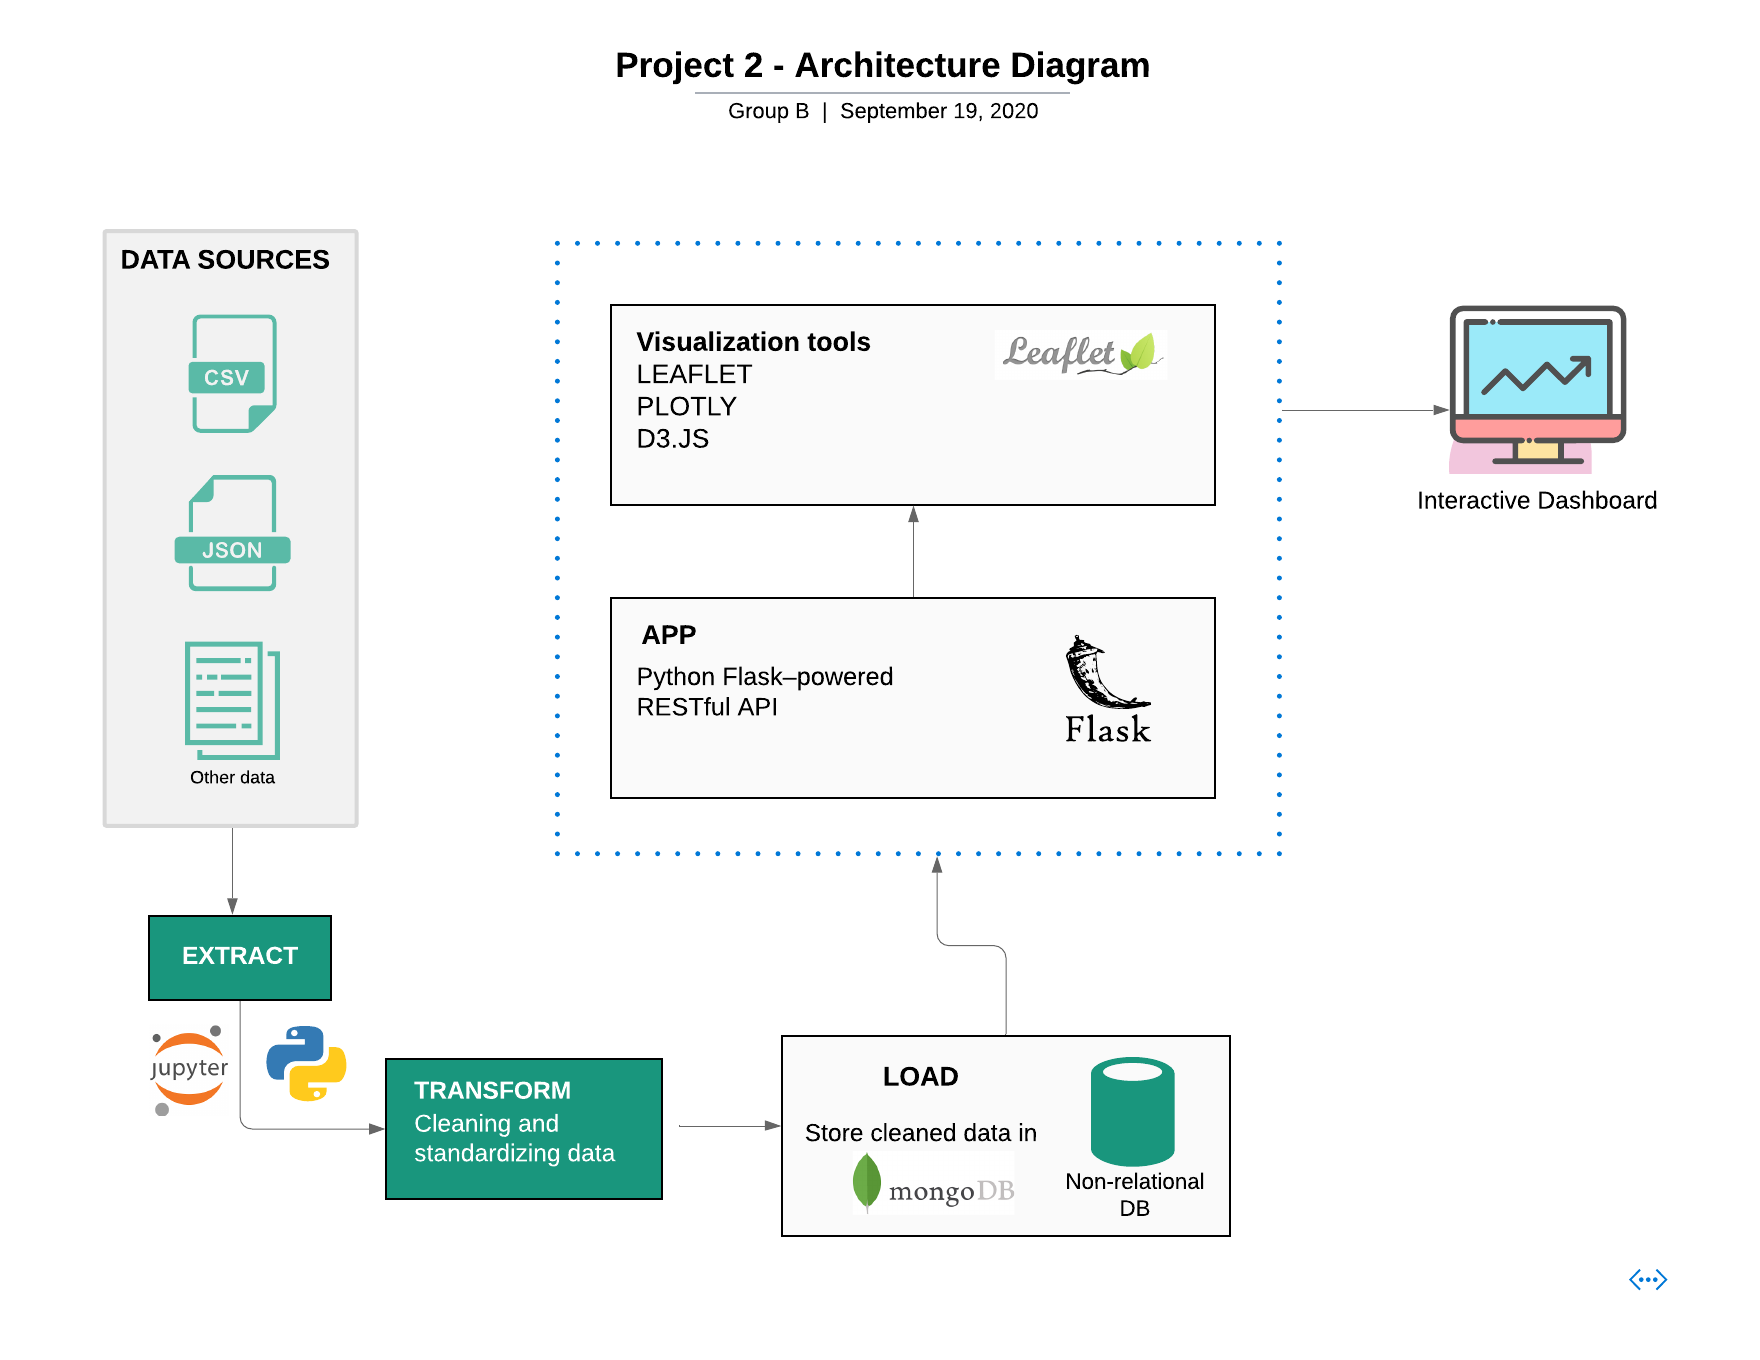 Project 2 - Architecture Diagram
Group B | September 19, 2020
DATA SOURCES
CSV
JSON
Other data
EXTRACT
jupyter
TRANSFORM
Cleaning and
standardizing data
LOAD
Store cleaned data in
mongoDB
Non-relational
DB
APP
Python Flask–powered
RESTful API
Flask
Visualization tools
LEAFLET
PLOTLY
D3.JS
Leaflet
Interactive Dashboard